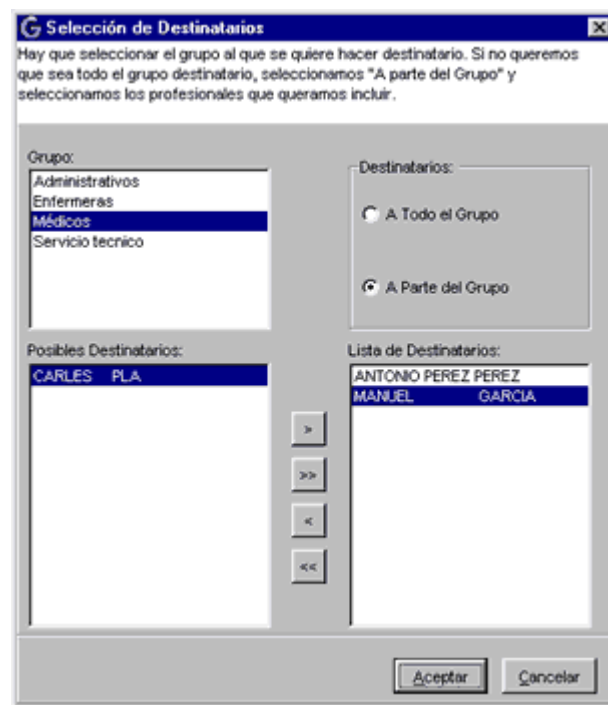 Selección de Destinatarios
Hay que seleccionar el grupo al que se quiere hacer destinatario. Si no queremos
que sea todo el grupo destinatario, seleccionamos "A parte del Grupo" y
seleccionamos los profesionales que queramos incluir.
Grupo:
Administrativos
Enfermeras
Médicos
Servicio tecnico
Destinatarios:
A Todo el Grupo
A Parte del Grupo
Posibles Destinatarios:
CARLES PLA
>
>>
<
<<
Lista de Destinatarios:
ANTONIO PEREZ PEREZ
MANUEL GARCIA
Aceptar
Cancelar